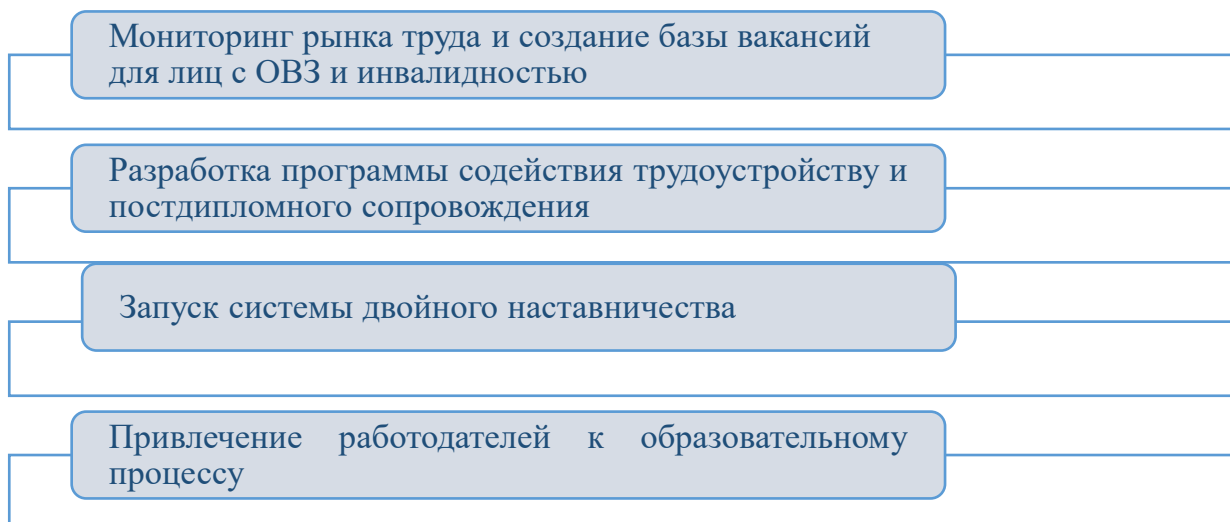 Мониторинг рынка труда и создание базы вакансий
для лиц с ОВЗ и инвалидностью
Разработка программы содействия трудоустройству и
постдипломного сопровождения
Запуск системы двойного наставничества
Привлечение работодателей к образовательному
процессу